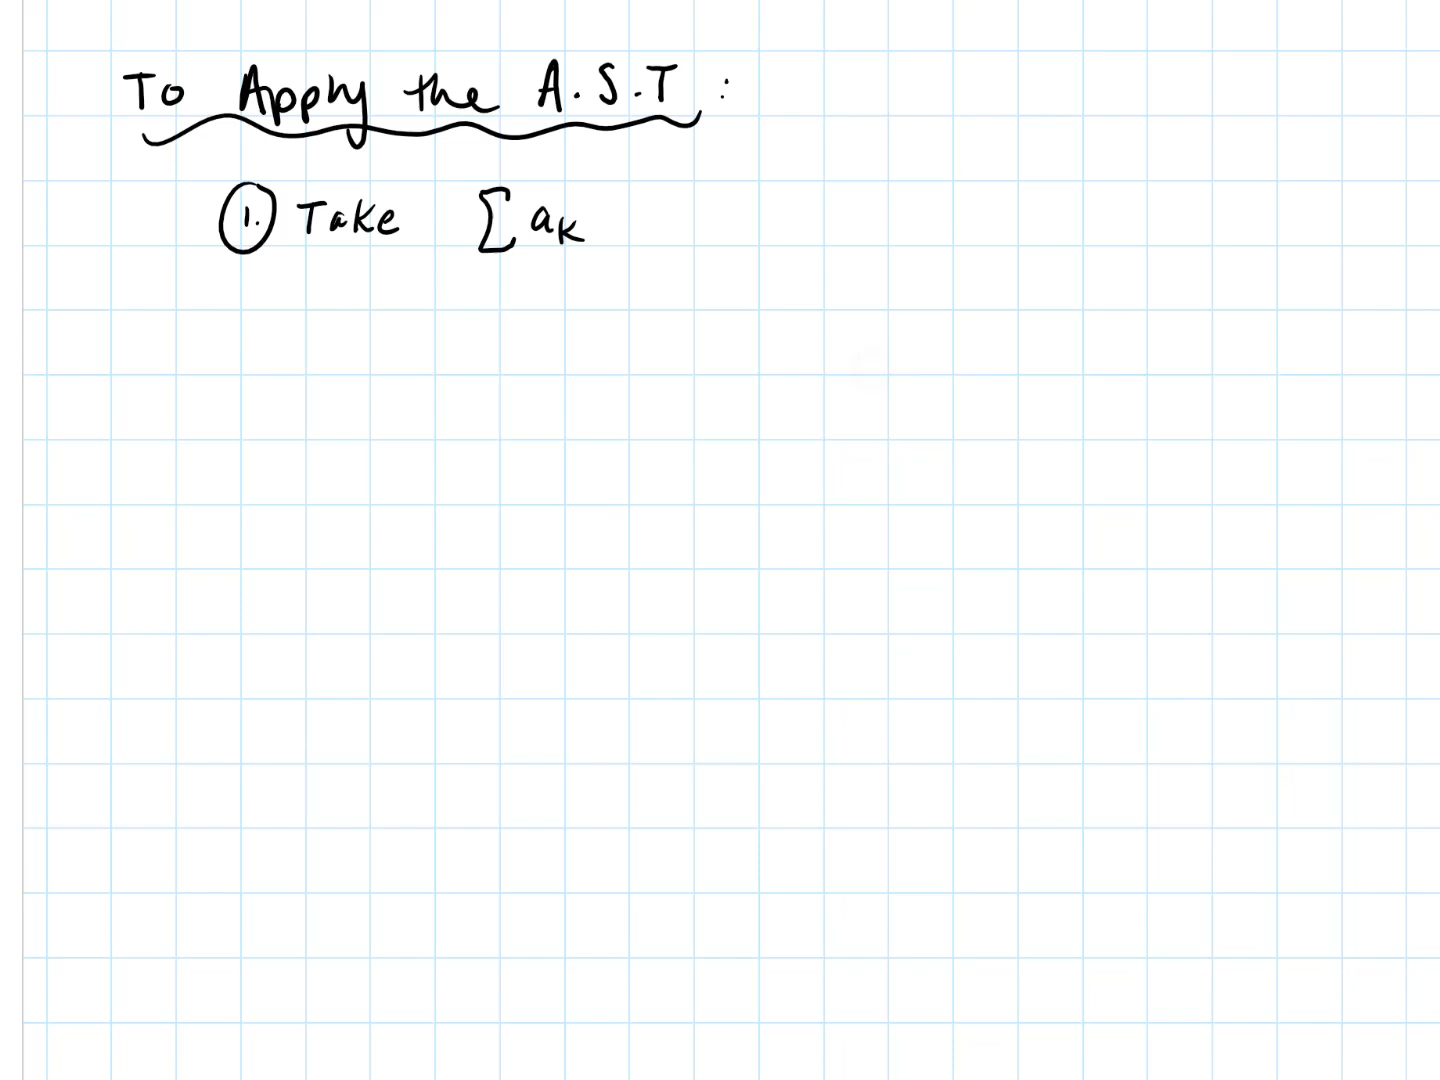 To Apply the A.S.T :
1. Take ∑ aₖ